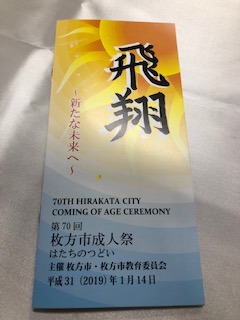 飛翔
～新たな未来へ～
70TH HIRAKATA CITY
COMING OF AGE CEREMONY
第70回
枚方市成人祭
はたちのつどい
主催 枚方市・枚方市教育委員会
平成31(2019)年1月14日